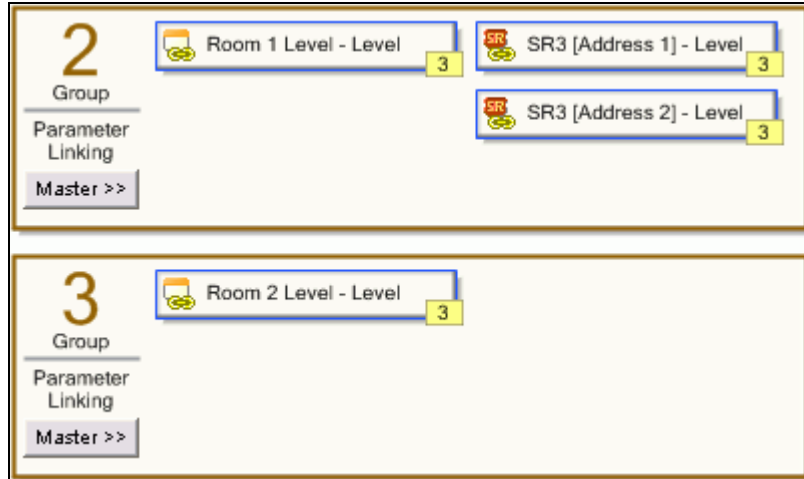 2
Group
Parameter
Linking
Master >>
Room 1 Level - Level
3
SR
SR3 [Address 1] - Level
3
SR
SR3 [Address 2] - Level
3
3
Group
Parameter
Linking
Master >>
Room 2 Level - Level
3